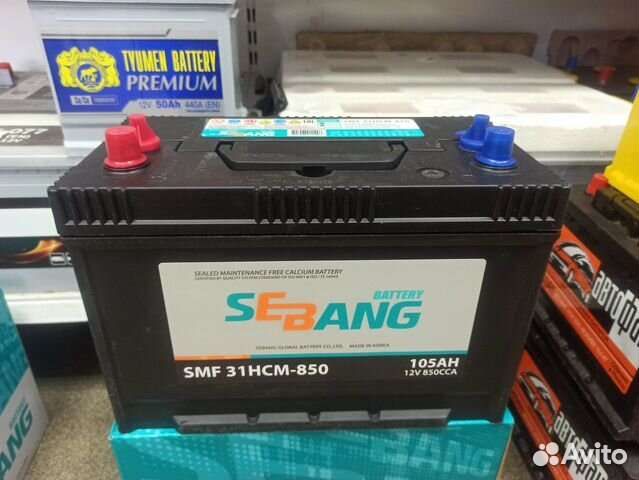 TYUMEN BATTERY
PREMIUM
12V 50Ah 440A (EN)
SEBANG
SEALED MAINTENANCE FREE CALCIUM BATTERY
BATTERY
SEBANG
SEBANG GLOBAL BATTERY CO., LTD. MADE IN KOREA
SMF 31HCM-850
105AH
12V 850CCA
BANG
Avito